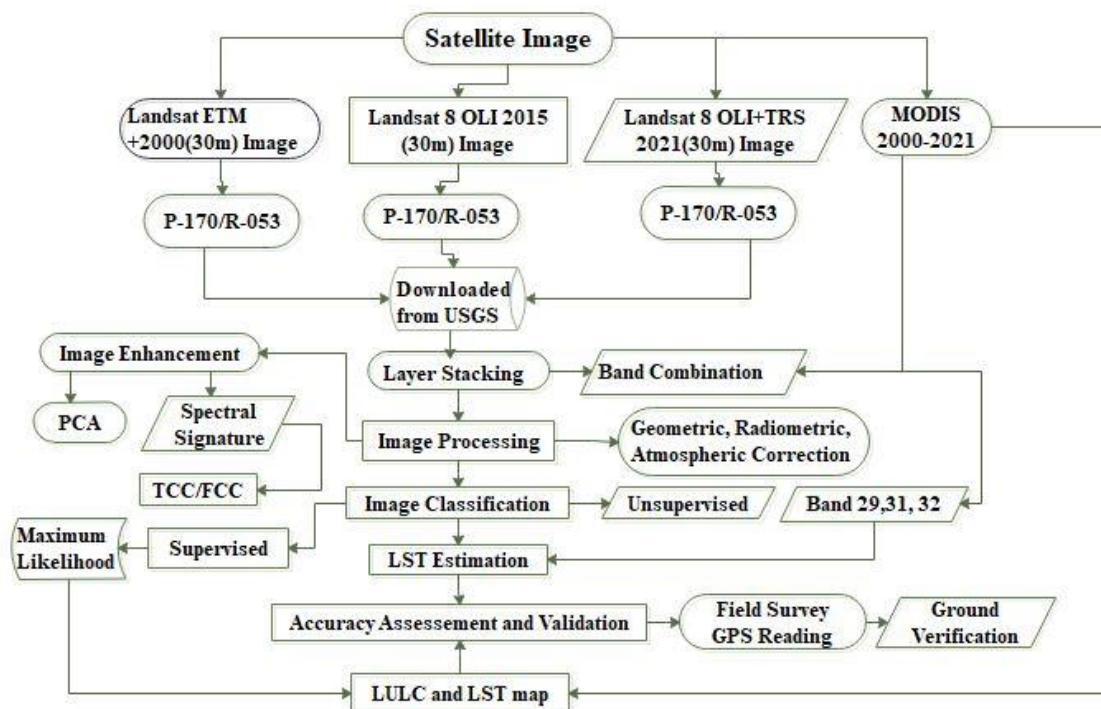 Satellite Image
Landsat ETM
+2000(30m) Image
Landsat 8 OLI 2015
(30m) Image
Landsat 8 OLI+TRS
2021(30m) Image
MODIS
2000-2021
P-170/R-053
P-170/R-053
P-170/R-053
Downloaded
from USGS
Image Enhancement
Layer Stacking
Band Combination
PCA
Spectral
Signature
Image Processing
Geometric, Radiometric,
Atmospheric Correction
TCC/FCC
Image Classification
Unsupervised
Band 29,31, 32
Maximum
Likelihood
Supervised
LST Estimation
Accuracy Assessement and Validation
Field Survey
GPS Reading
Ground
Verification
LULC and LST map